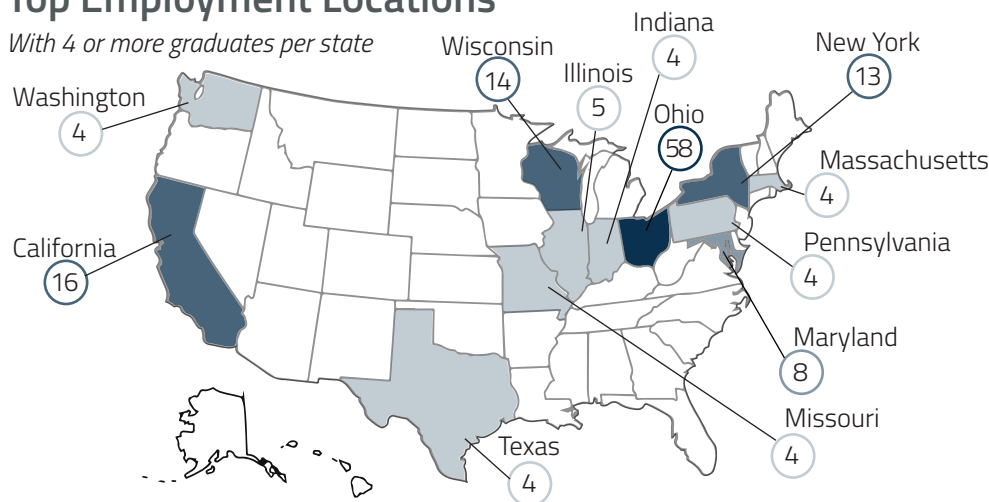 Top Employment Locations
With 4 or more graduates per state
Washington
4
California
16
Wisconsin
14
Illinois
5
Indiana
4
Ohio
58
New York
13
Massachusetts
4
Pennsylvania
4
Maryland
8
Missouri
4
Texas
4